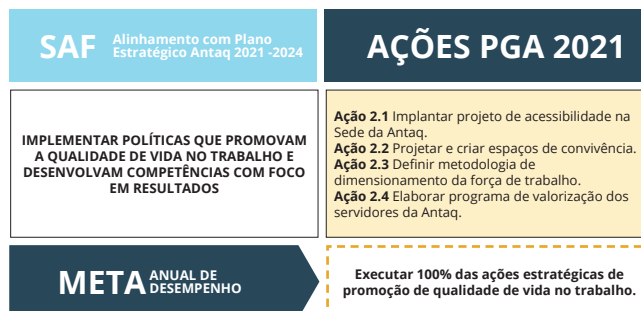 SAF Alinhamento com Plano
Estratégico Antaq 2021 -2024
AÇÕES PGA 2021
IMPLEMENTAR POLÍTICAS QUE PROMOVAM
A QUALIDADE DE VIDA NO TRABALHO E
DESENVOLVAM COMPETÊNCIAS COM FOCO
EM RESULTADOS
Ação 2.1 Implantar projeto de acessibilidade na
Sede da Antaq.
Ação 2.2 Projetar e criar espaços de convivência.
Ação 2.3 Definir metodologia de
dimensionamento da força de trabalho.
Ação 2.4 Elaborar programa de valorização dos
servidores da Antaq.
META ANUAL DE
DESEMPENHO
Executar 100% das ações estratégicas de
promoção de qualidade de vida no trabalho.